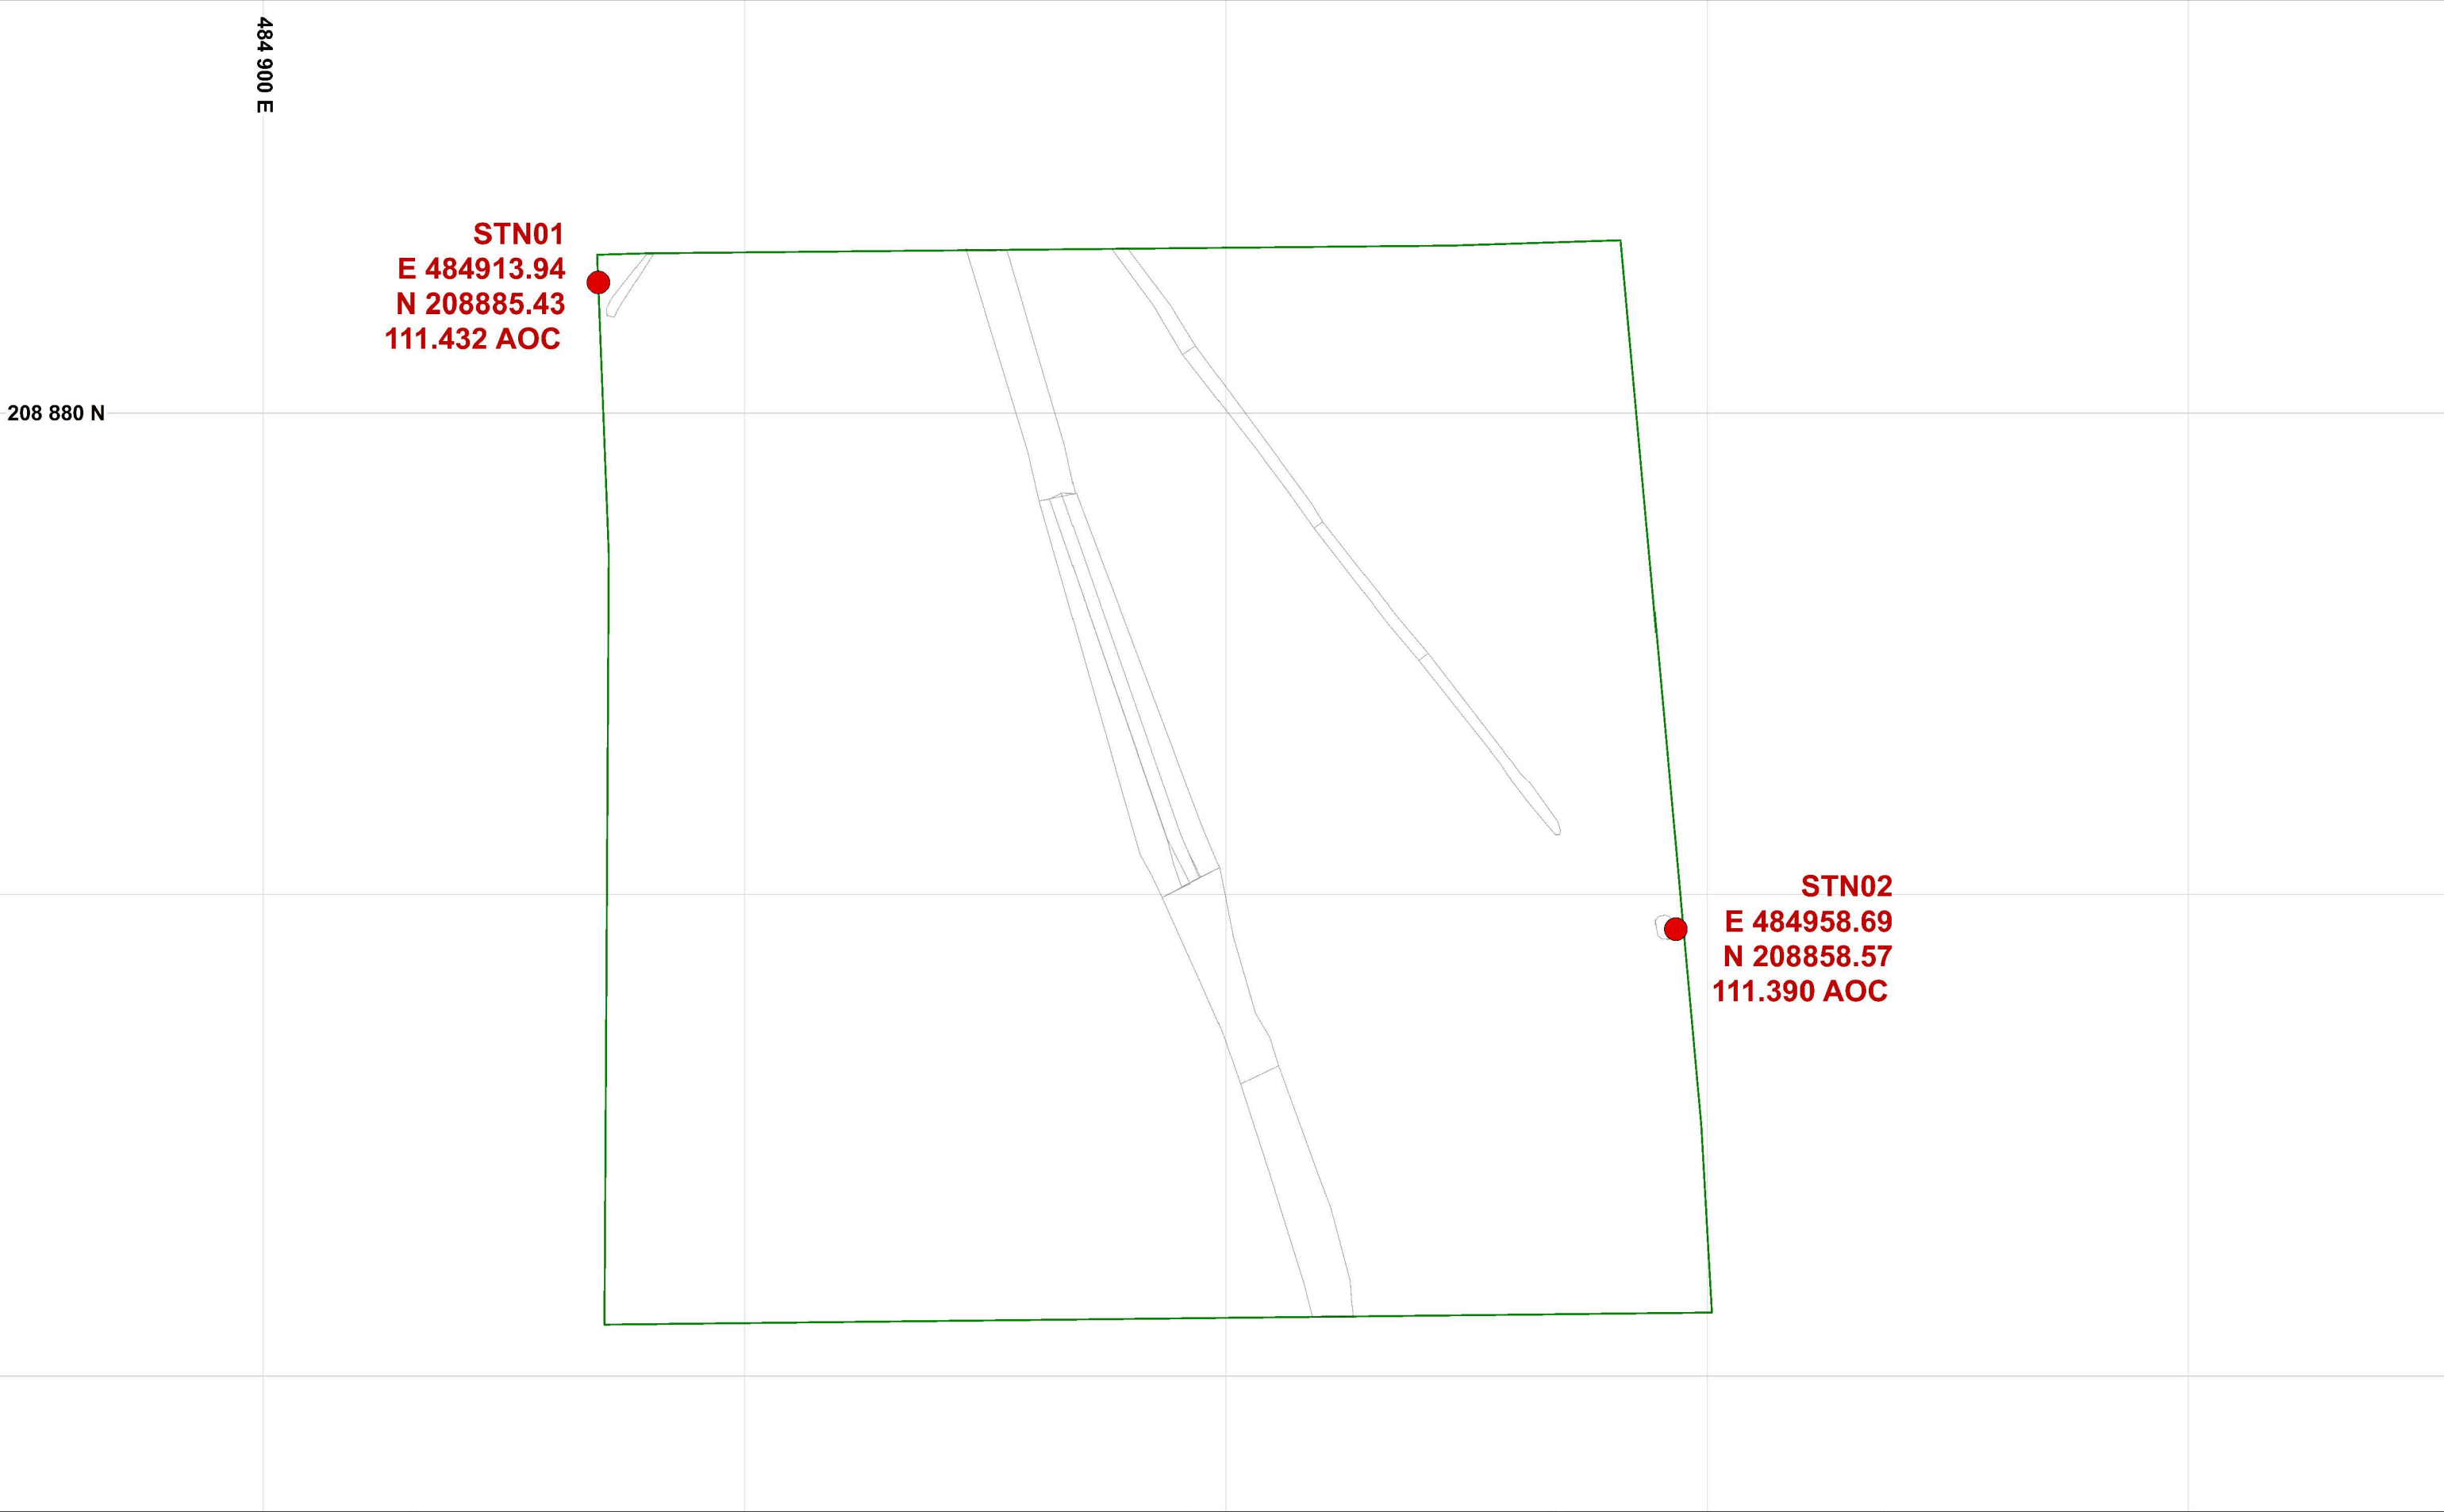 484 900 E
STN01
E 484913.94
N 208885.43
111.432 AOC
208 880 N
STN02
E 484958.69
N 208858.57
111.390 AOC